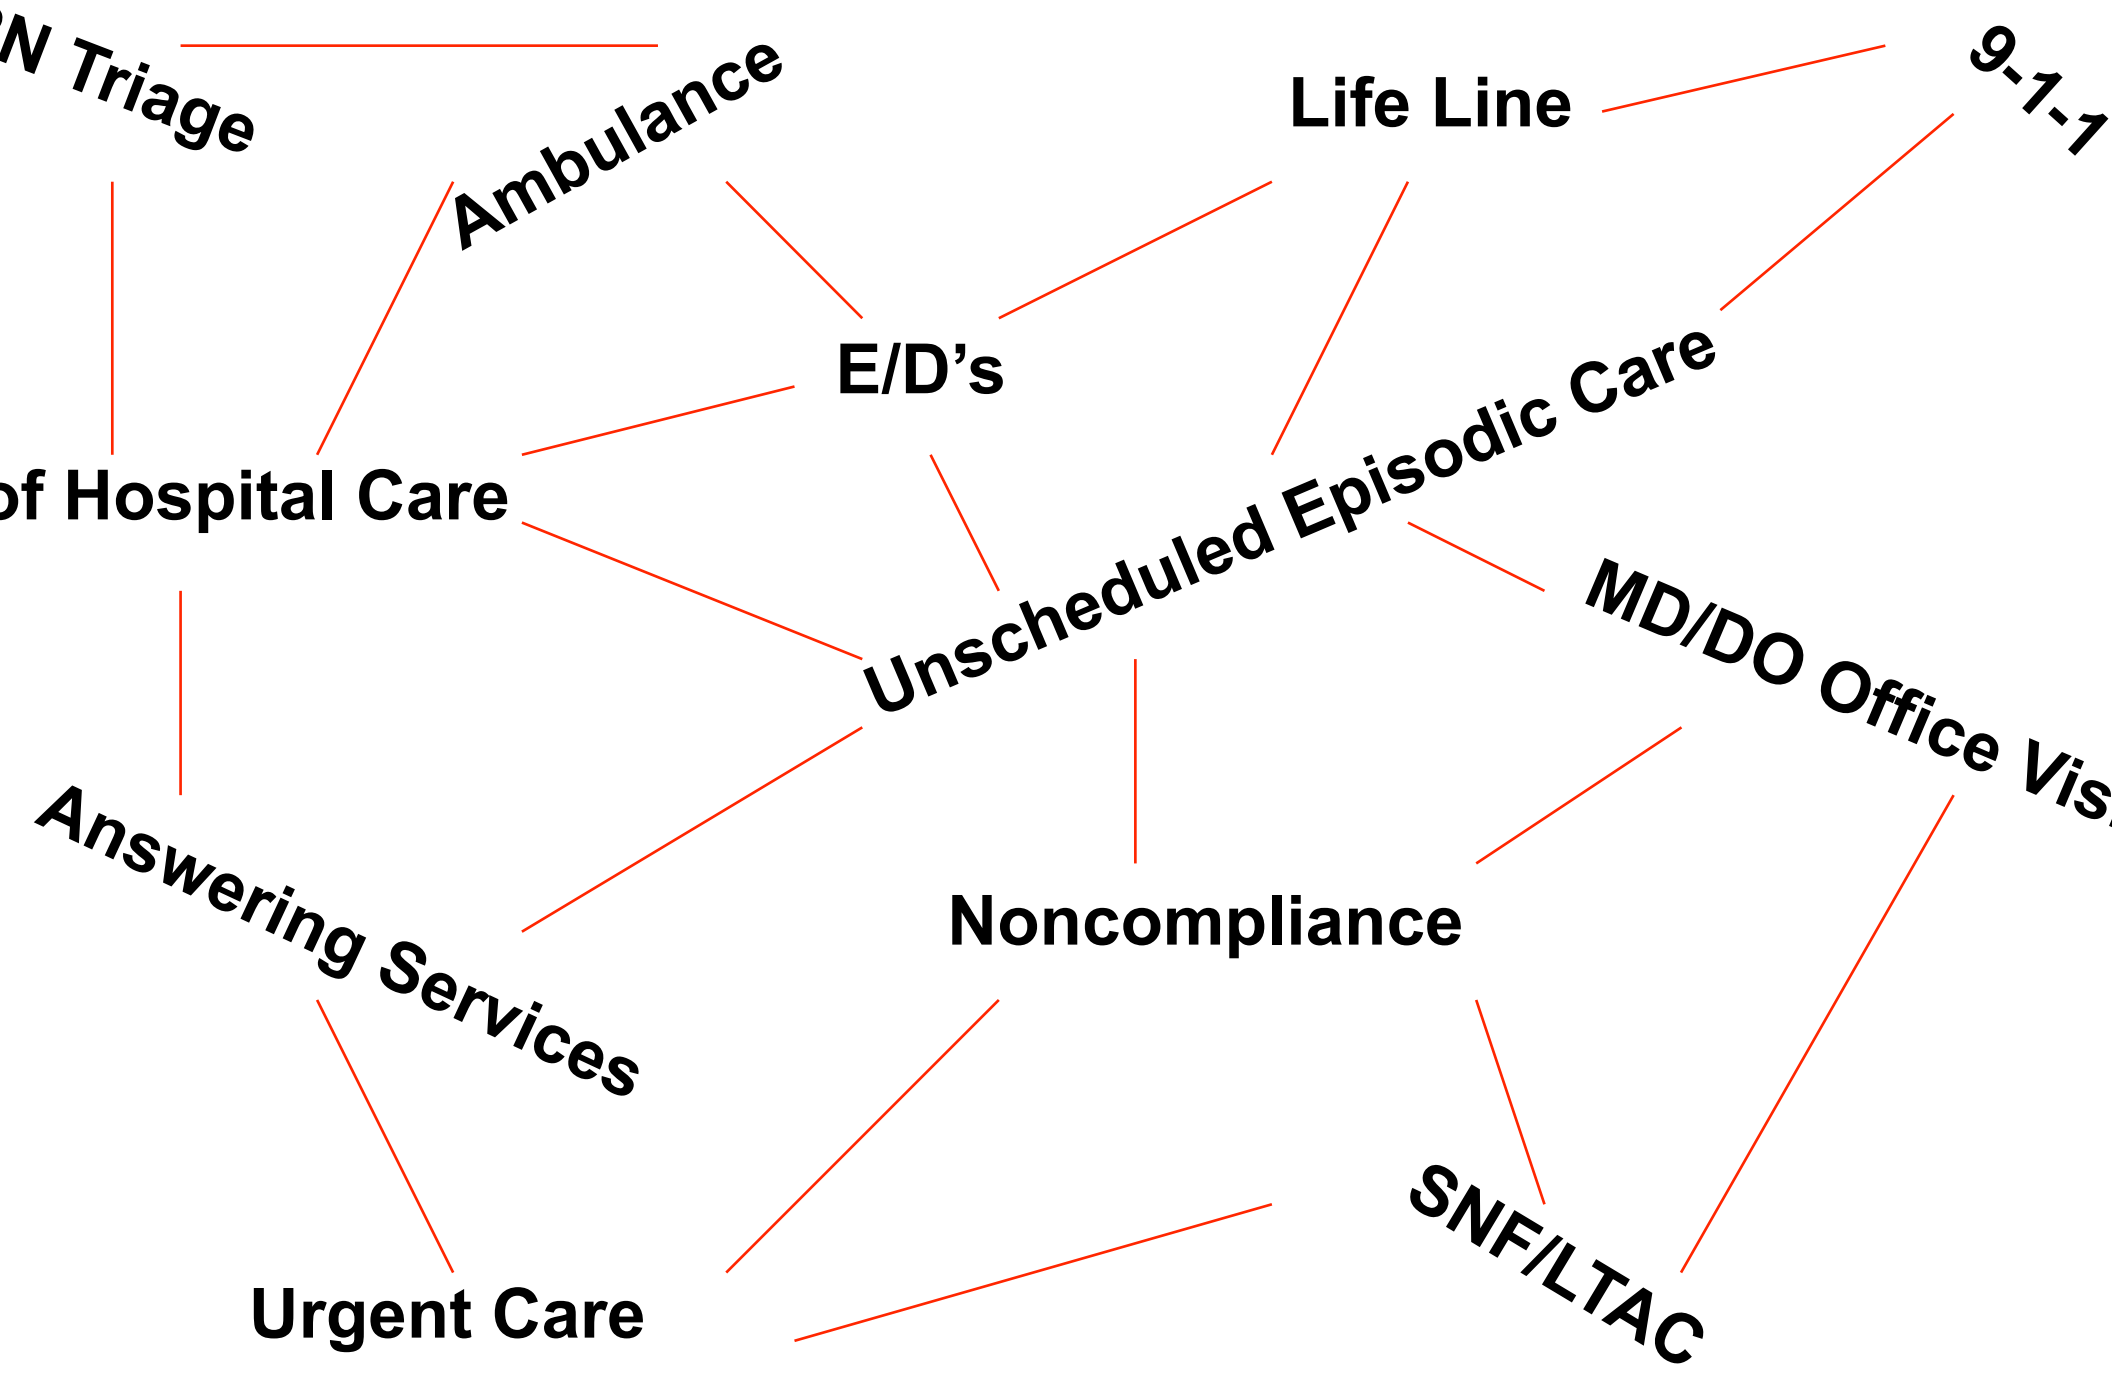 Triage
Ambulance
Life Line
9-1-1
E/D’s
Unscheduled Episodic Care
of Hospital Care
MD/DO Office
Answering Services
Noncompliance
SNF/LTAC
Urgent Care